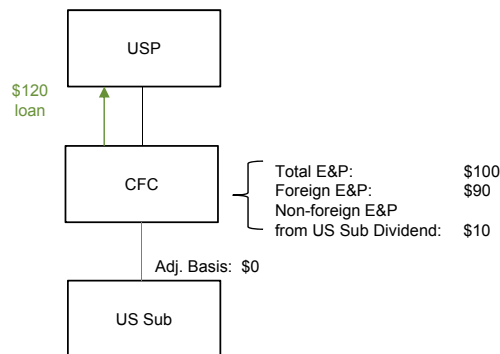 USP
$120
loan
CFC
Total E&P: $100
Foreign E&P: $90
Non-foreign E&P
from US Sub Dividend: $10
Adj. Basis: $0
US Sub